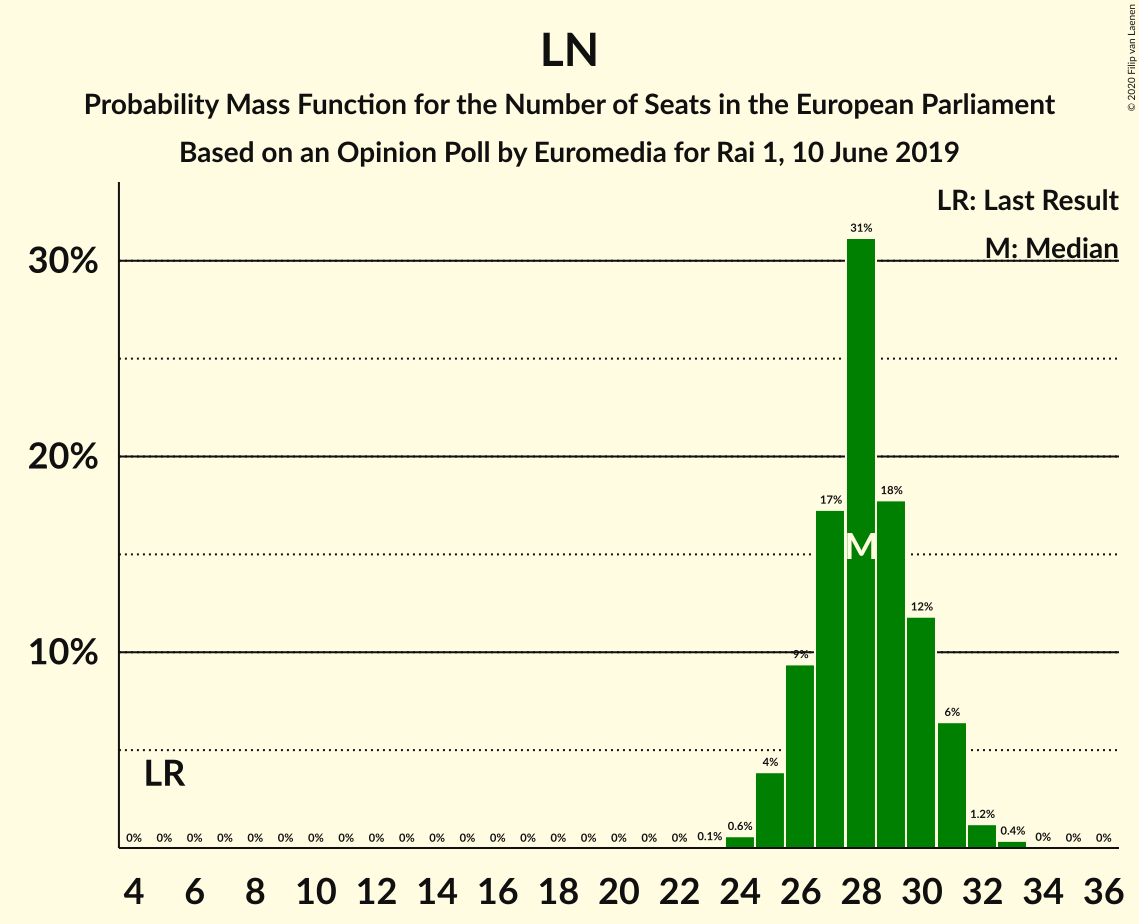 LN
Probability Mass Function for the Number of Seats in the European Parliament
Based on an Opinion Poll by Euromedia for Rai 1, 10 June 2019
© 2020 Filip van Laenen
LR: Last Result
M: Median
30%
20%
10%
31%
17%
18%
M
12%
9%
6%
4%
LR
0% 0% 0% 0% 0% 0% 0% 0% 0% 0% 0% 0% 0% 0% 0% 0% 0% 0% 0% 0.1% 0.6% 1.2% 0.4% 0% 0% 0%
4 6 8 10 12 14 16 18 20 22 24 26 28 30 32 34 36